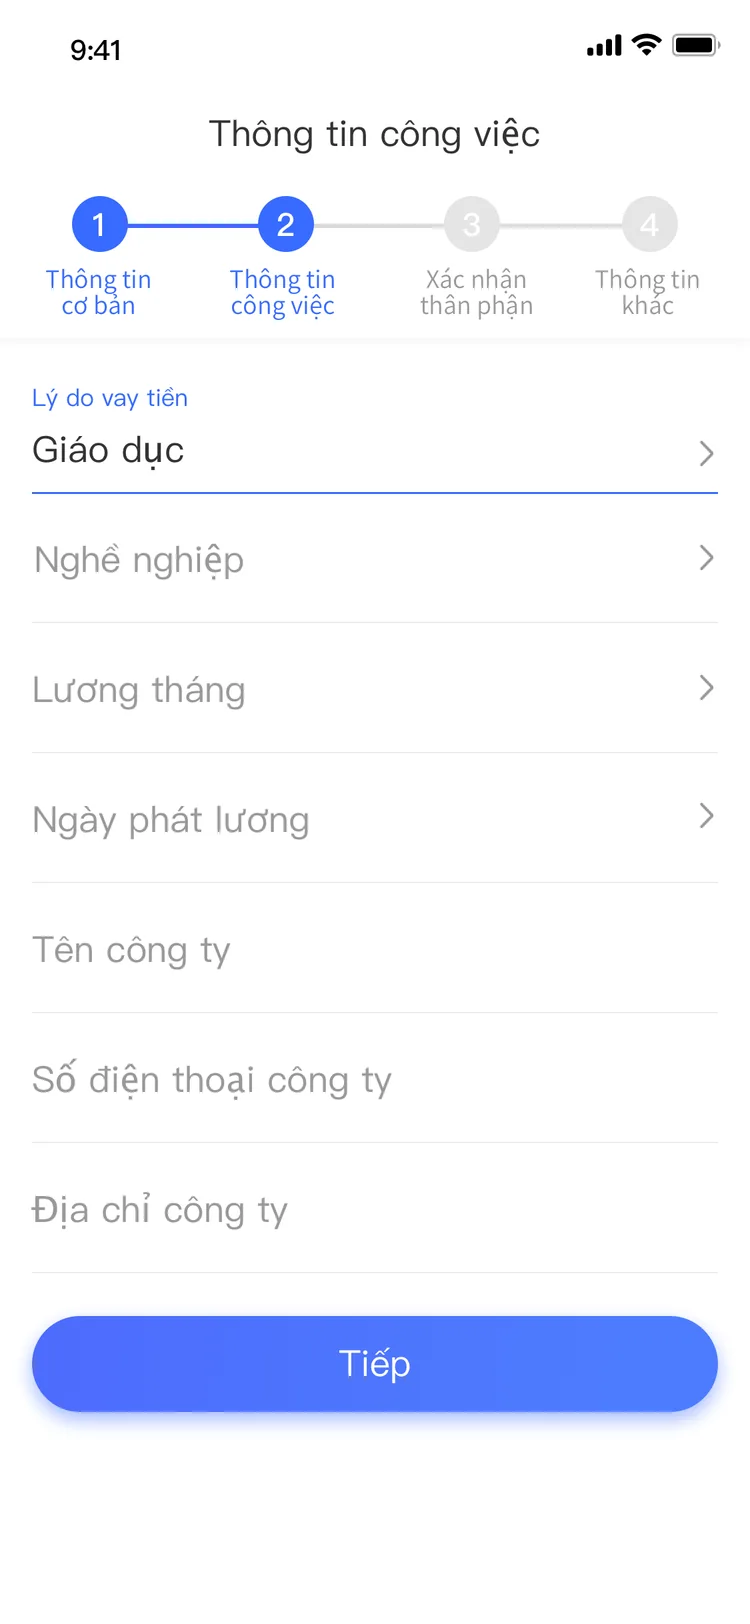 9:41
Thông tin công việc
1 2 3 4
Thông tin Thông tin Xác nhận Thông tin
cơ bản công việc thân phận khác
Lý do vay tiền
Giáo dục
Nghề nghiệp
Lương tháng
Ngày phát lương
Tên công ty
Số điện thoại công ty
Địa chỉ công ty
Tiếp